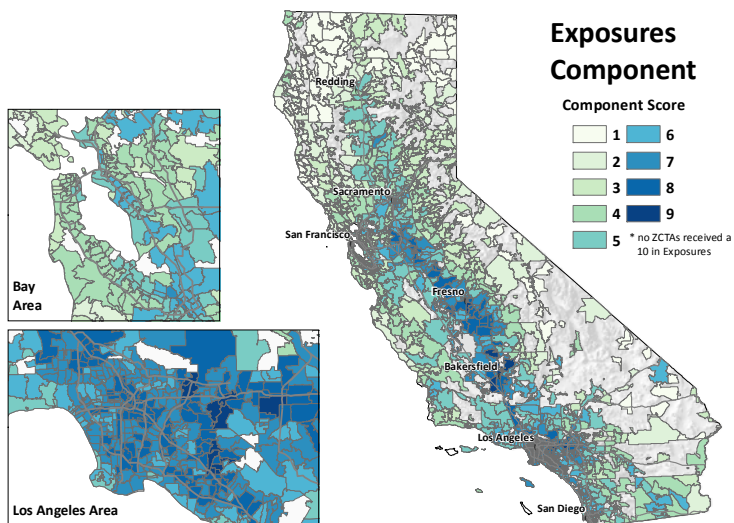 Exposures
Component
Component Score
1 6
2 7
3 8
4 9
5 * no ZCTAs received a
10 in Exposures
Redding
Sacramento
San Francisco
Fresno
Bakersfield
Los Angeles
San Diego
Bay
Area
Los Angeles Area